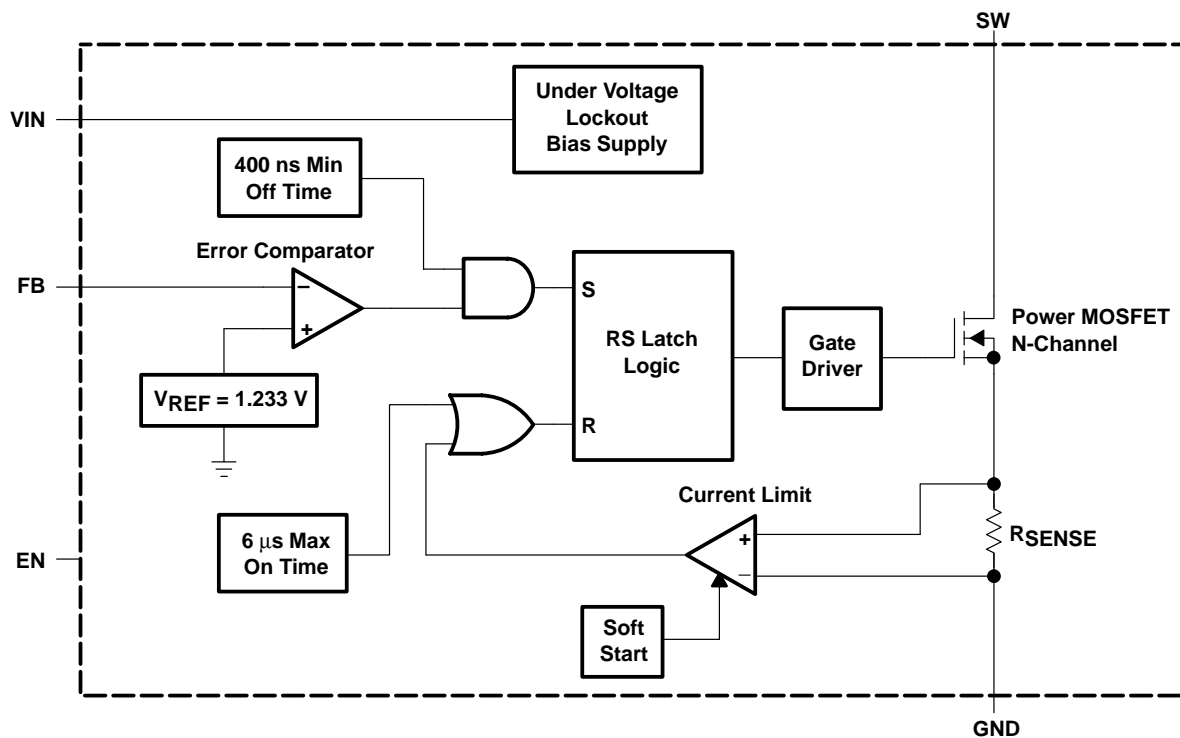 SW
Under Voltage
Lockout
Bias Supply
VIN
400 ns Min
Off Time
Error Comparator
FB
−
+
S
RS Latch
Logic
Gate
Driver
Power MOSFET
N-Channel
VREF = 1.233 V
R
Current Limit
6 μs Max
On Time
EN
+
−
RSENSE
Soft
Start
GND